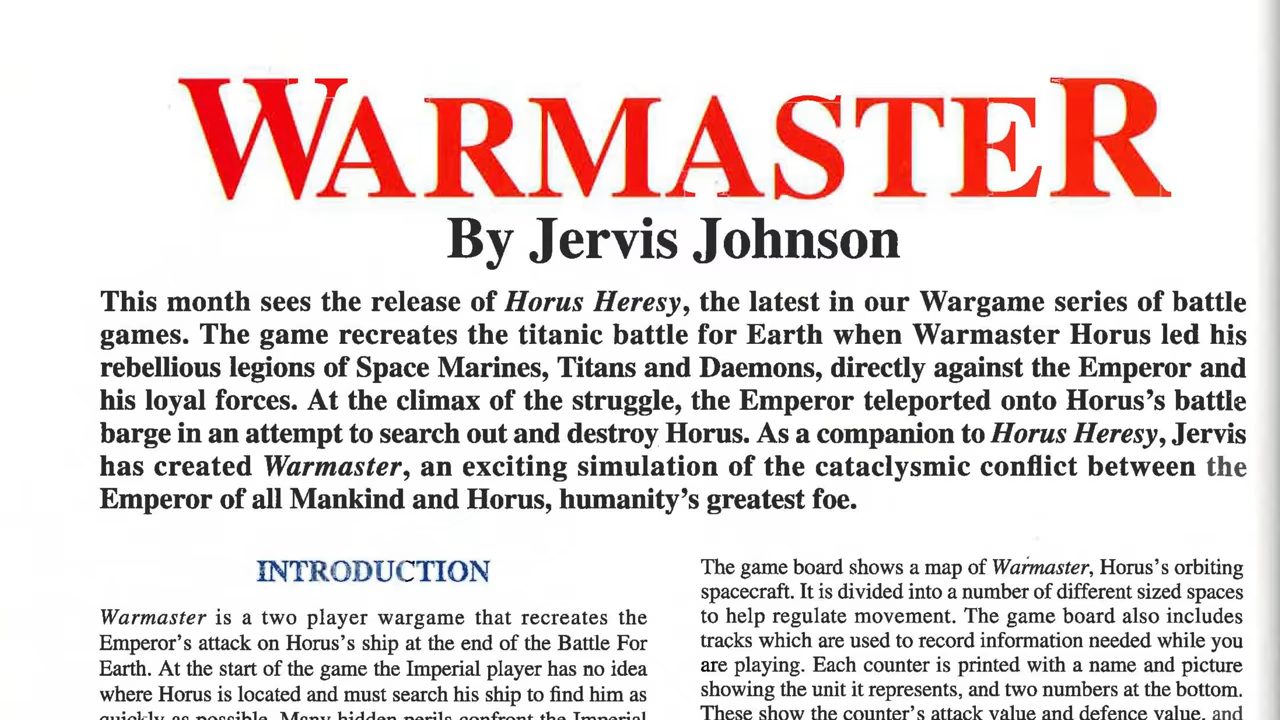 WARMASTER
By Jervis Johnson
This month sees the release of Horus Heresy, the latest in our Wargame series of battle
games. The game recreates the titanic battle for Earth when Warmaster Horus led his
rebellious legions of Space Marines, Titans and Daemons, directly against the Emperor and
his loyal forces. At the climax of the struggle, the Emperor teleported onto Horus's battle
barge in an attempt to search out and destroy Horus. As a companion to Horus Heresy, Jervis
has created Warmaster, an exciting simulation of the cataclysmic conflict between the
Emperor of all Mankind and Horus, humanity's greatest foe.
INTRODUCTION
Warmaster is a two player wargame that recreates the
Emperor's attack on Horus's ship at the end of the Battle For
Earth. At the start of the game the Imperial player has no idea
where Horus is located and must search his ship to find him as
quickly as possible. Many hidden perils confront the Imperial
The game board shows a map of Warmaster, Horus's orbiting
spacecraft. It is divided into a number of different sized spaces
to help regulate movement. The game board also includes
tracks which are used to record information needed while you
are playing. Each counter is printed with a name and picture
showing the unit it represents, and two numbers at the bottom.
These show the counter's attack value and defence value, and